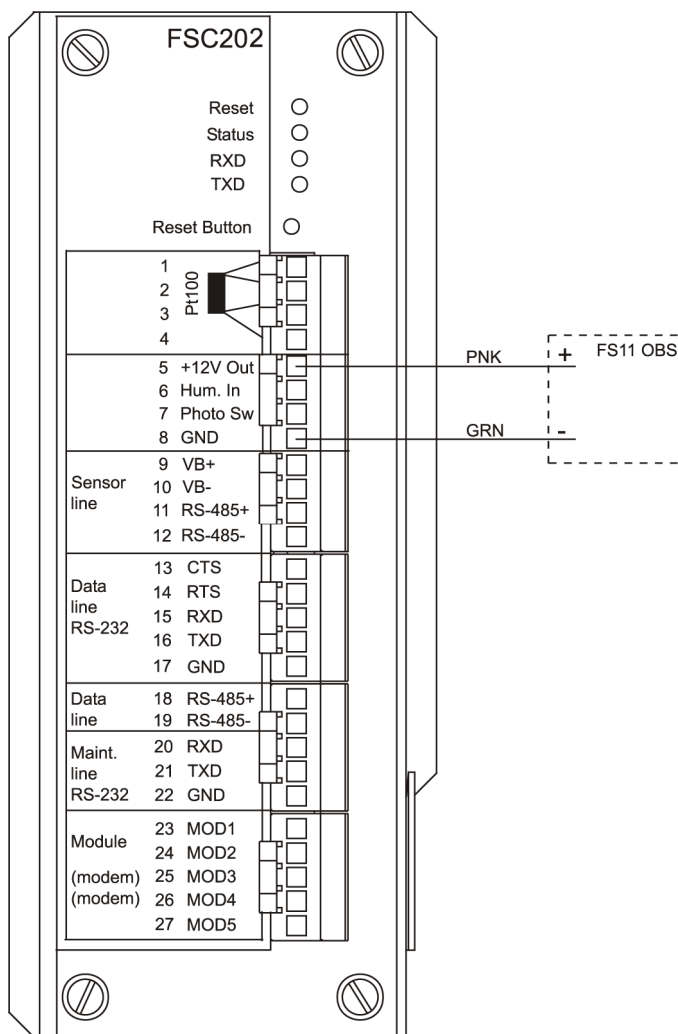 FSC202
Reset
Status
RXD
TXD
Reset Button
1
2
3
4
Pt100
5 +12V Out
6 Hum. In
7 Photo Sw
8 GND
PNK
GRN
+ FS11 OBS
-
Sensor
line
9 VB+
10 VB-
11 RS-485+
12 RS-485-
Data
line
RS-232
13 CTS
14 RTS
15 RXD
16 TXD
17 GND
Data
line
18 RS-485+
19 RS-485-
Maint.
line
RS-232
20 RXD
21 TXD
22 GND
Module
(modem)
(modem)
23 MOD1
24 MOD2
25 MOD3
26 MOD4
27 MOD5